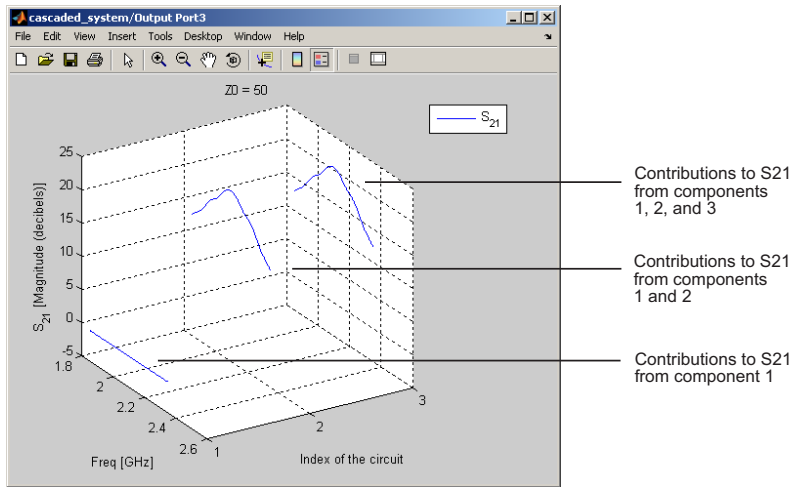 cascaded_system/Output Port3
File Edit View Insert Tools Desktop Window Help
Z0 = 50
S21
25
20
15
10
5
0
-5
S21 [Magnitude (decibels)]
1.8
2
2.2
2.4
2.6
Freq [GHz]
1
2
3
Index of the circuit
Contributions to S21
from components
1, 2, and 3
Contributions to S21
from components
1 and 2
Contributions to S21
from component 1